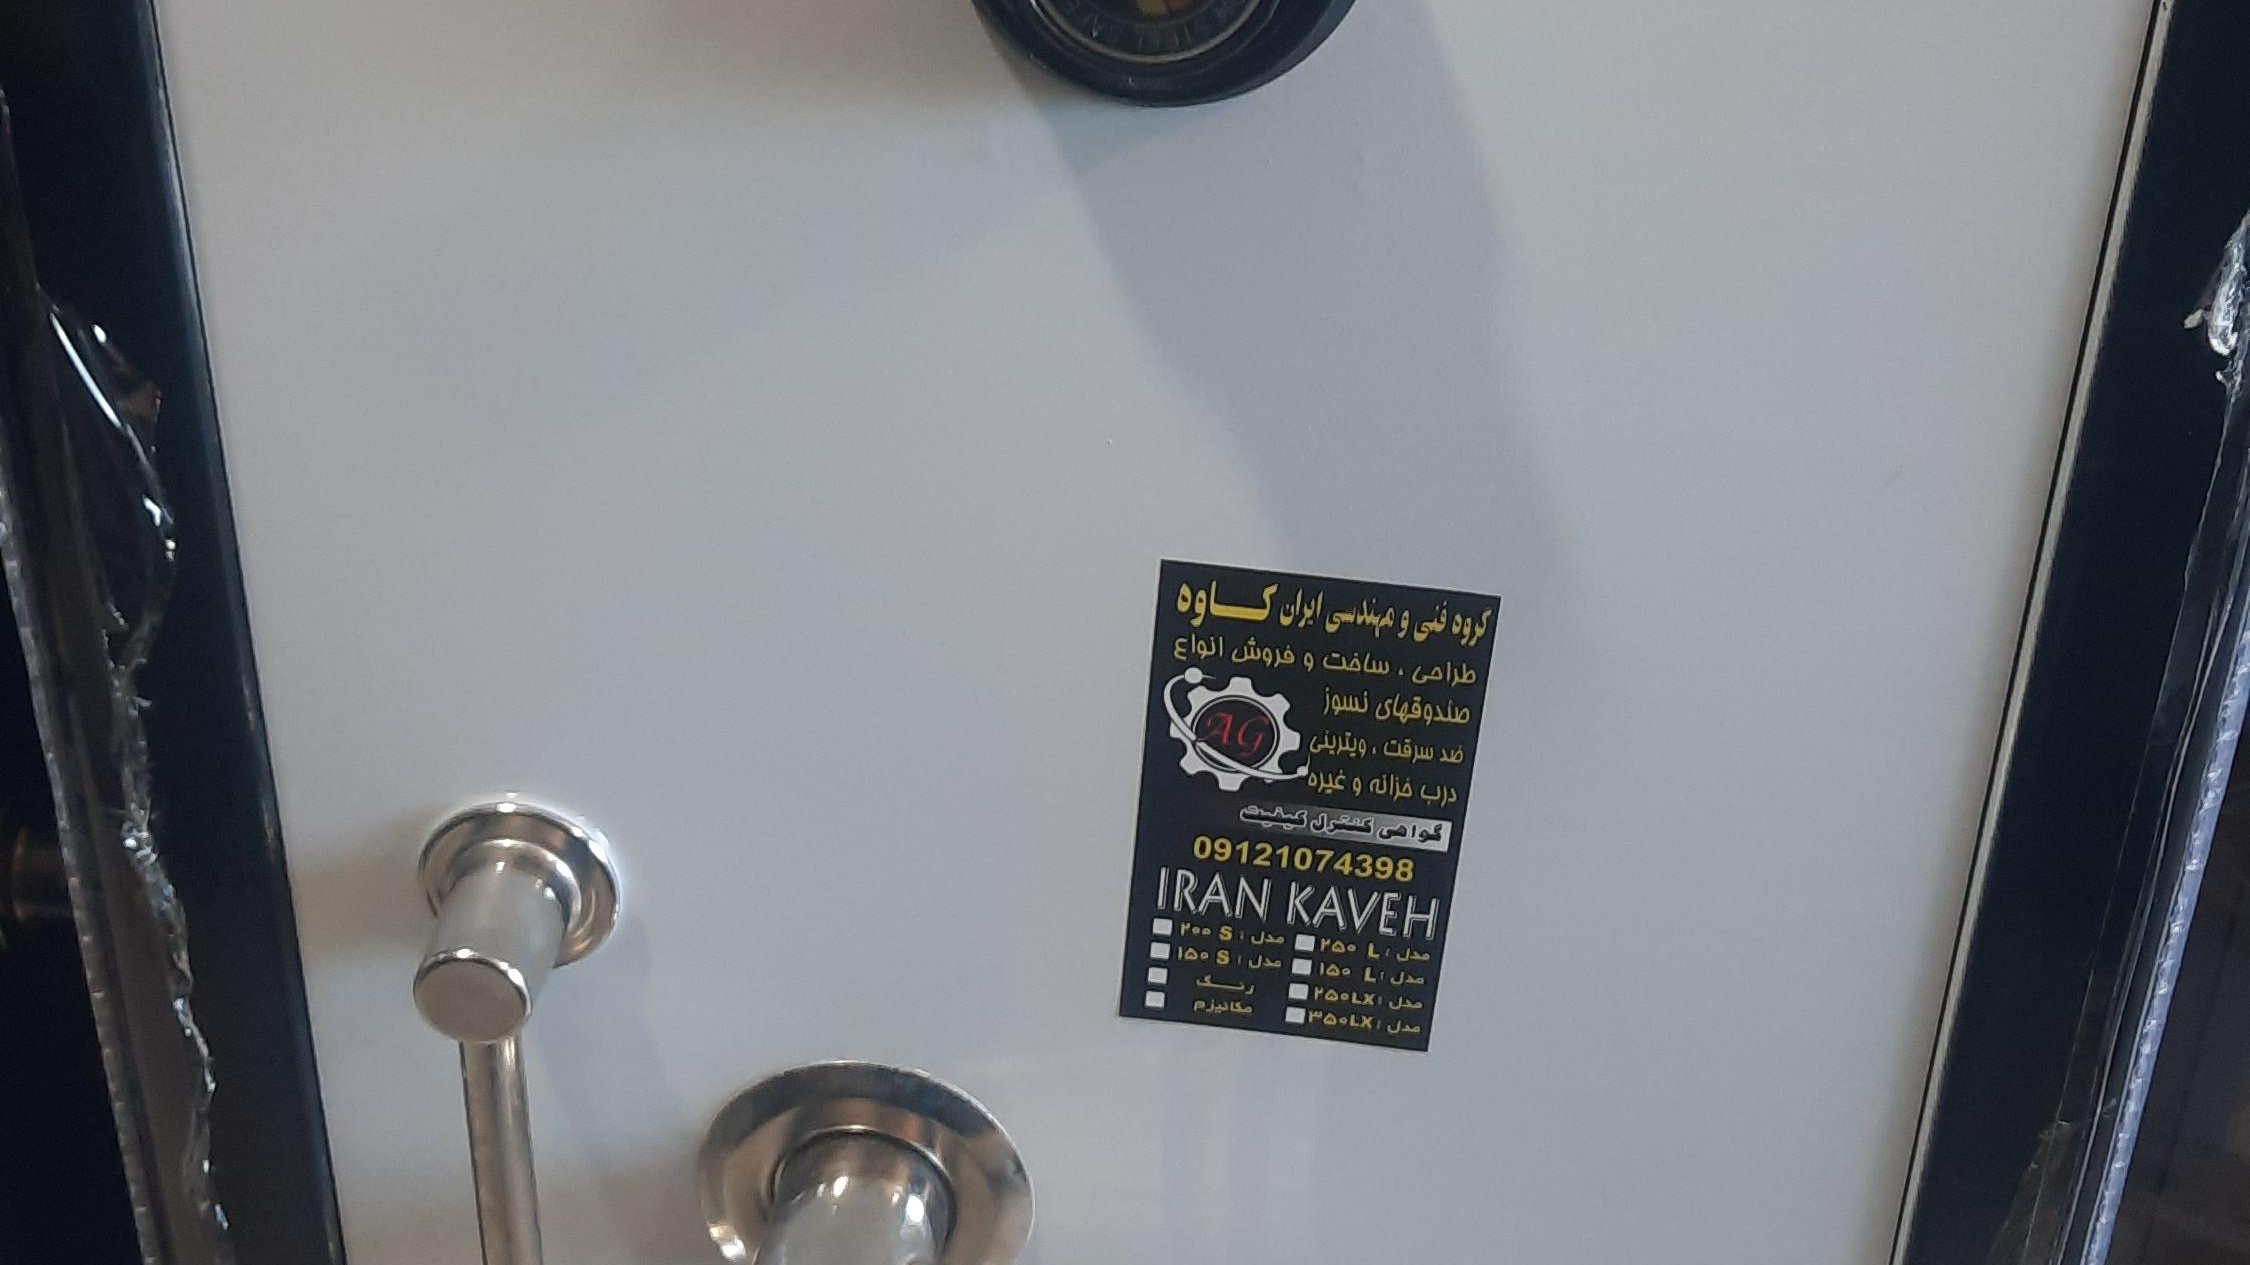 گروه فنی و مهندسی ایران کاوه
طراحی ، ساخت و فروش انواع
صندوقهای نسوز
ضد سرقت ، ویترینی
درب خزانه و غیره
AG
گواهی کنترل کیفیت
09121074398
IRAN KAVEH
مدل : ۲۵۰ L مدل : ۲۰۰ S
مدل : ۱۵۰ L مدل : ۱۵۰ S
مدل : ۲۵۰LX رنگ
مدل : ۳۵۰LX مکانیزم